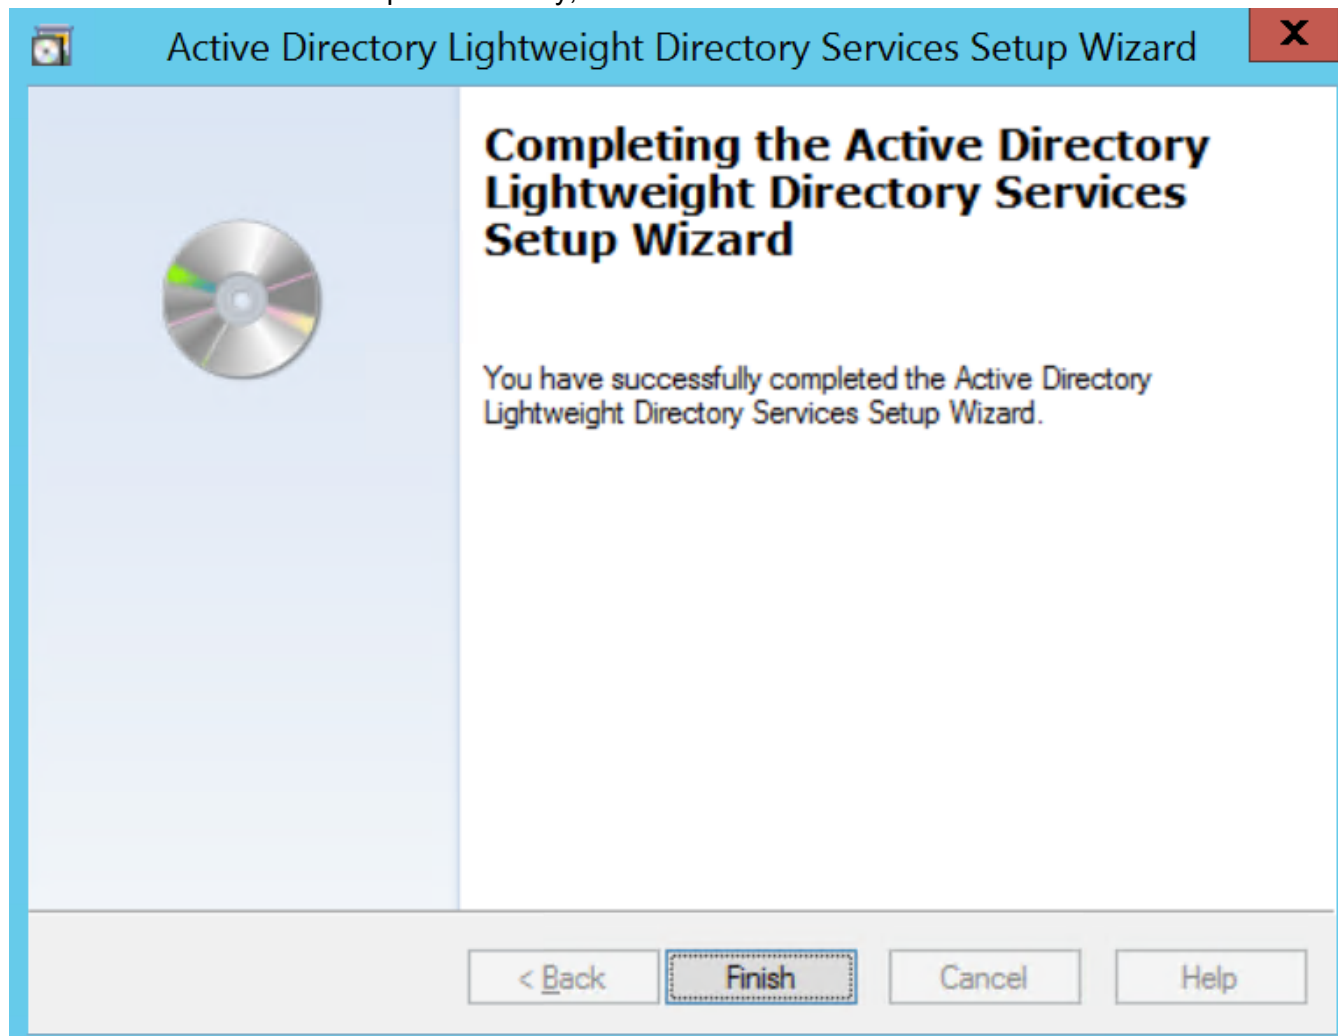 Active Directory Lightweight Directory Services Setup Wizard
X
Completing the Active Directory
Lightweight Directory Services
Setup Wizard
You have successfully completed the Active Directory
Lightweight Directory Services Setup Wizard.
< Back
Finish
Cancel
Help